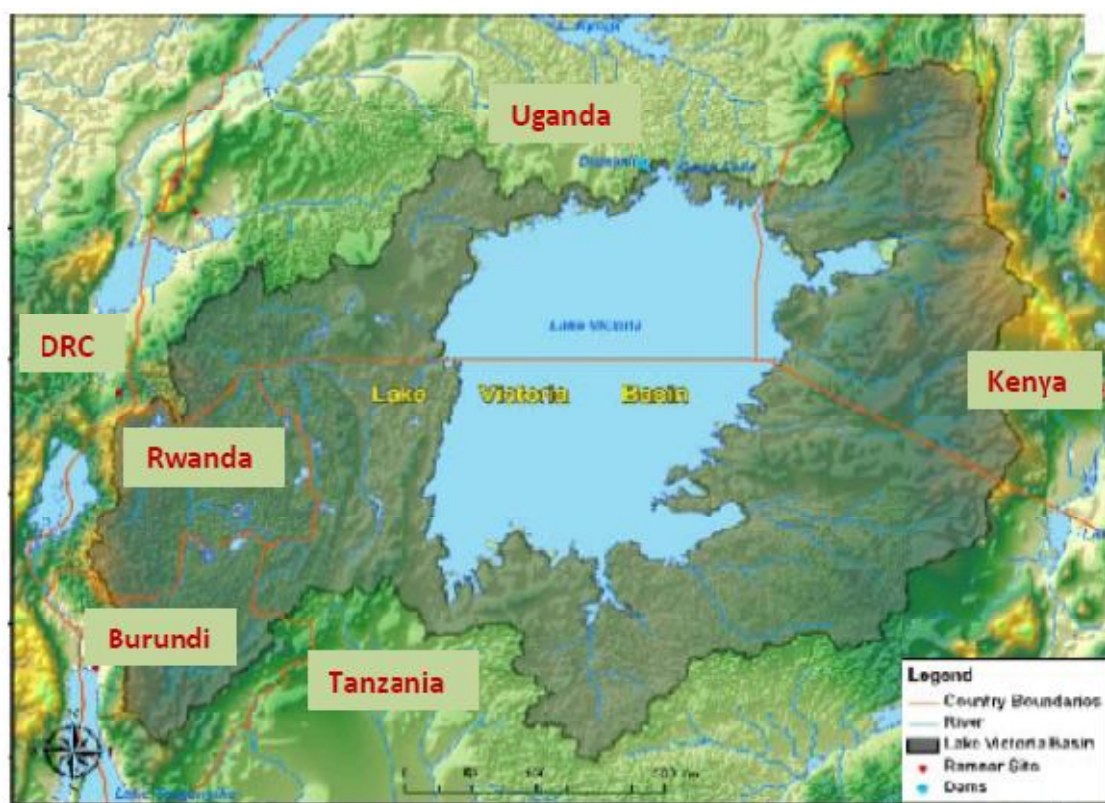 Uganda
DRC
Lake Victoria
Lake Victoria Basin
Kenya
Rwanda
Burundi
Tanzania
Legend
Country Boundaries
River
Lake Victoria Basin
Ramsar Site
Dams